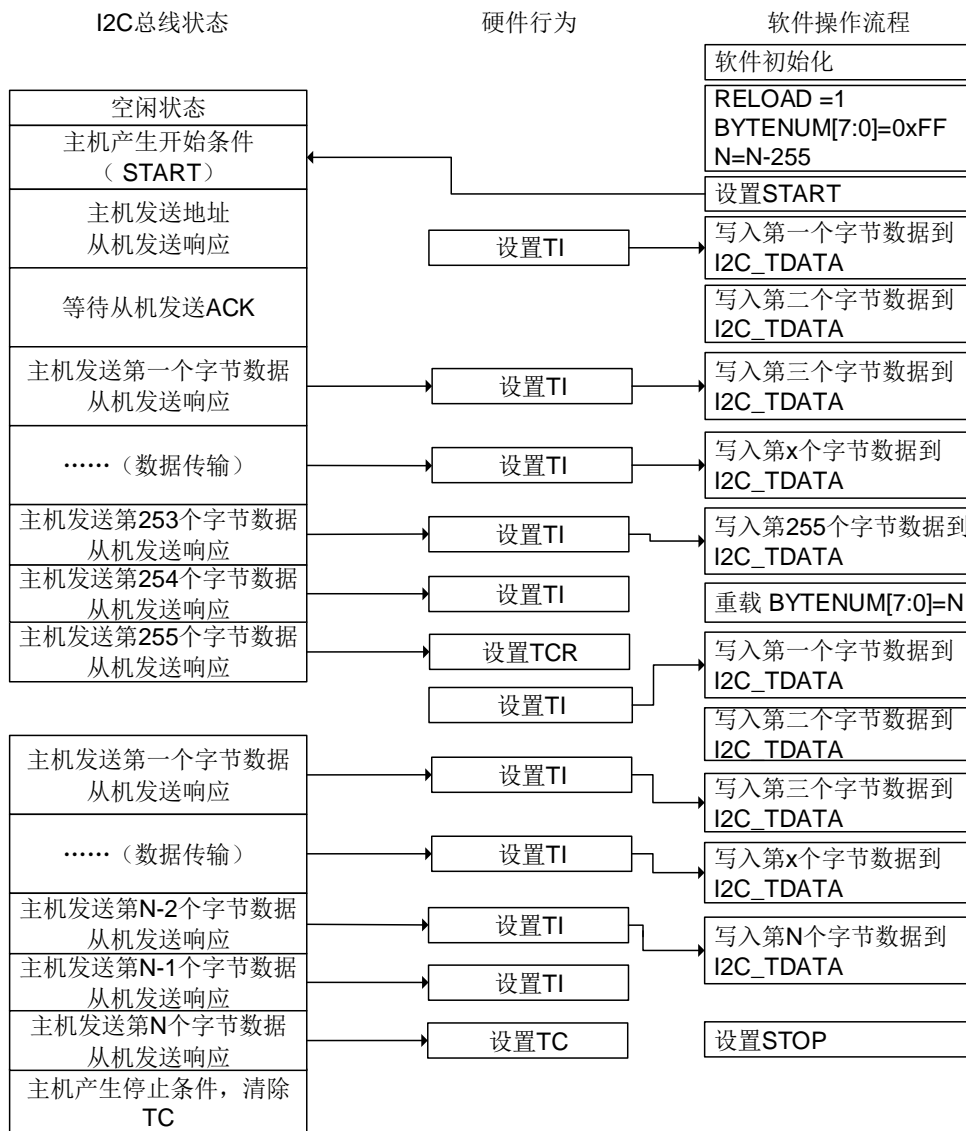 I2C总线状态
硬件行为
软件操作流程
软件初始化
空闲状态
RELOAD =1
BYTENUM[7:0]=0xFF
N=N-255
主机产生开始条件
（ START）
设置START
主机发送地址
从机发送响应
设置TI
写入第一个字节数据到
I2C_TDATA
等待从机发送ACK
写入第二个字节数据到
I2C_TDATA
主机发送第一个字节数据
从机发送响应
设置TI
写入第三个字节数据到
I2C_TDATA
……（数据传输）
设置TI
写入第x个字节数据到
I2C_TDATA
主机发送第253个字节数据
从机发送响应
设置TI
写入第255个字节数据到
I2C_TDATA
主机发送第254个字节数据
从机发送响应
设置TI
重载 BYTENUM[7:0]=N
主机发送第255个字节数据
从机发送响应
设置TCR
设置TI
写入第一个字节数据到
I2C_TDATA
写入第二个字节数据到
I2C_TDATA
主机发送第一个字节数据
从机发送响应
设置TI
写入第三个字节数据到
I2C_TDATA
……（数据传输）
设置TI
写入第x个字节数据到
I2C_TDATA
主机发送第N-2个字节数据
从机发送响应
设置TI
写入第N个字节数据到
I2C_TDATA
主机发送第N-1个字节数据
从机发送响应
设置TI
主机发送第N个字节数据
从机发送响应
设置TC
设置STOP
主机产生停止条件，清除
TC